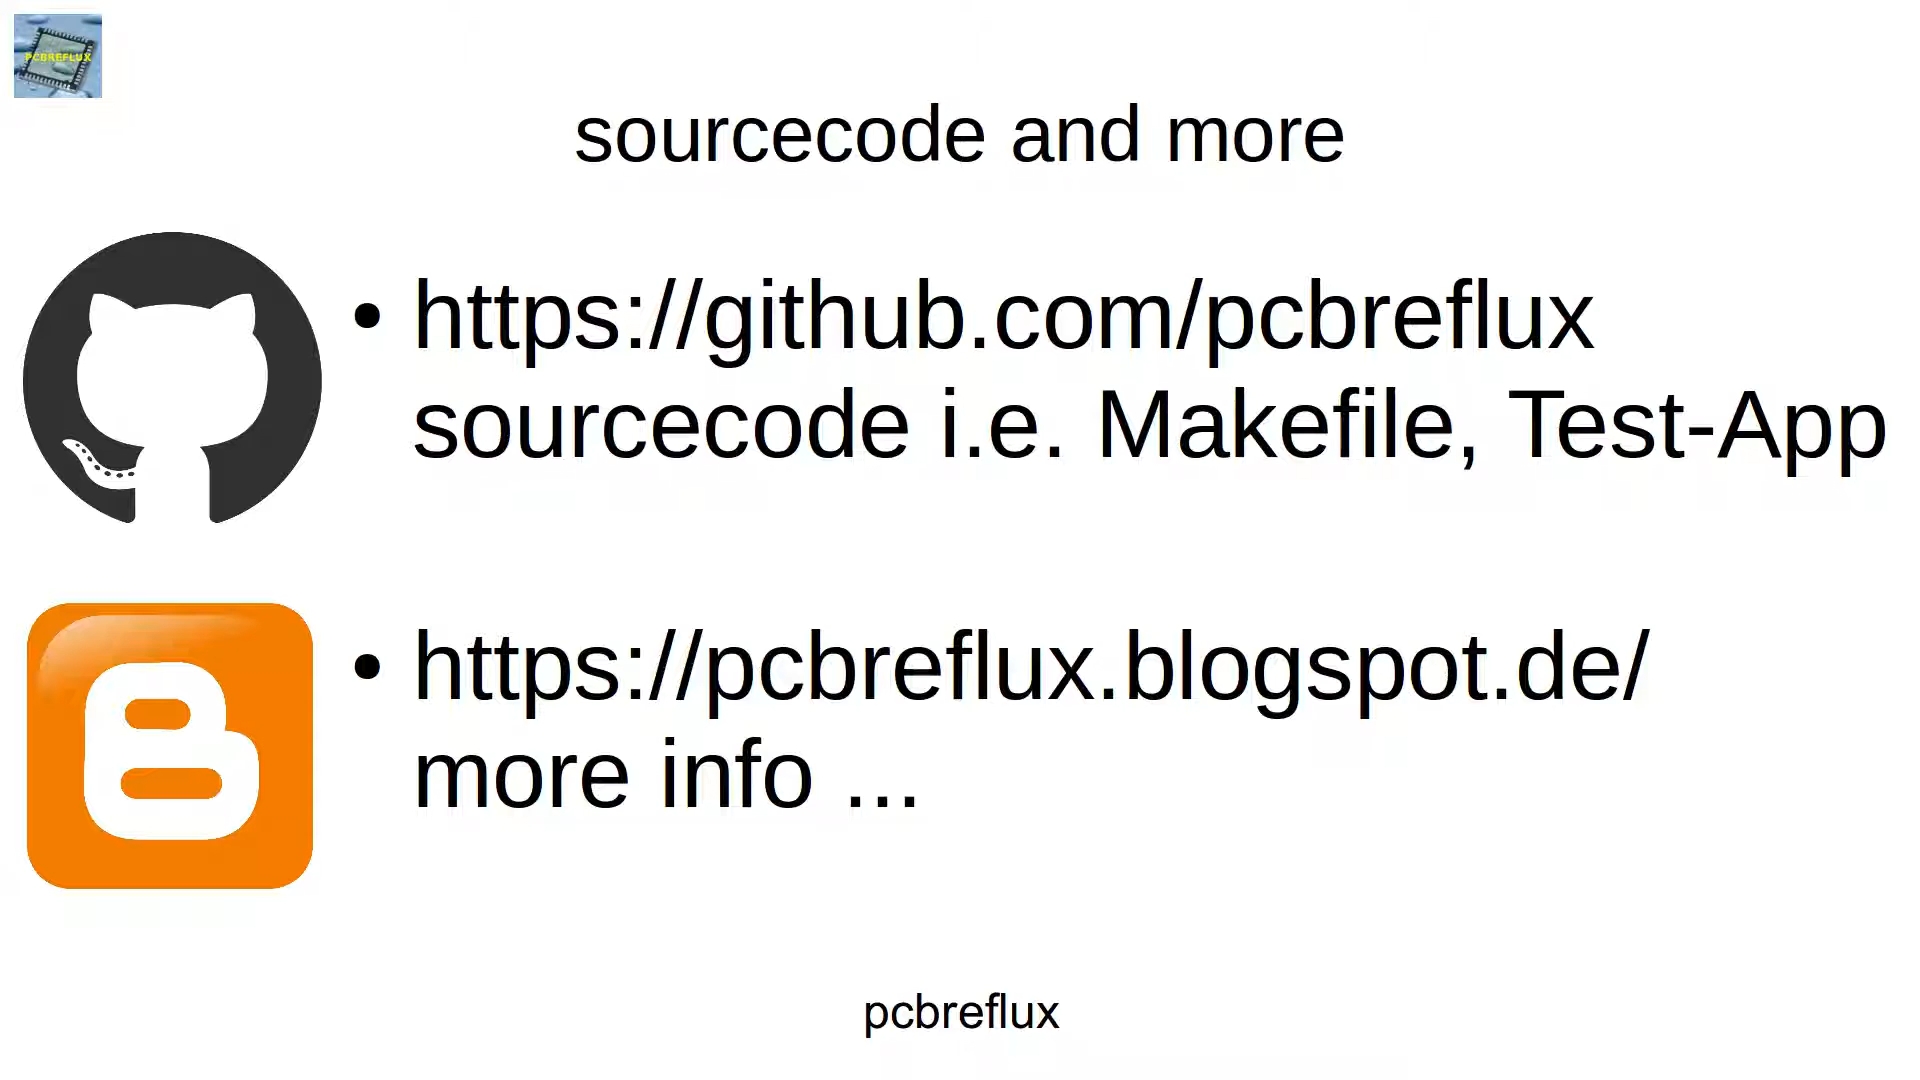 PCBREFLUX
sourcecode and more
• https://github.com/pcbreflux
sourcecode i.e. Makefile, Test-App
• https://pcbreflux.blogspot.de/
more info ...
pcbreflux